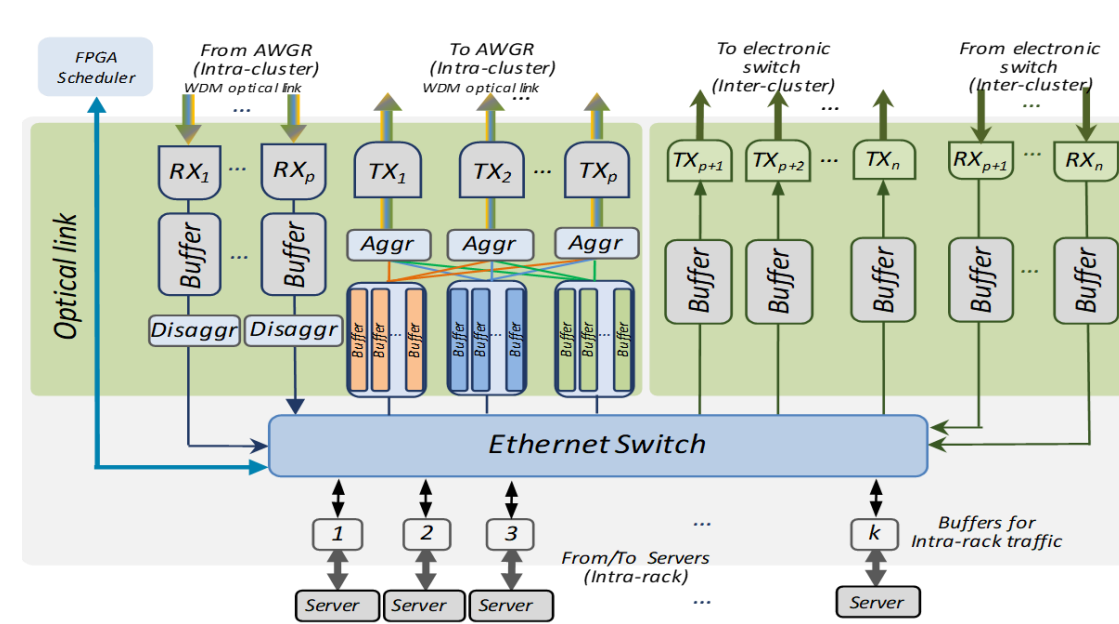 FPGA
Scheduler
From AWGR
(Intra-cluster)
WDM optical link
...
To AWGR
(Intra-cluster)
WDM optical link
...
To electronic
switch
(Inter-cluster)
...
From electronic
switch
(Inter-cluster)
...
Optical link
RX1
...
RXp
TX1
TX2
...
TXp
TXp+1
TXp+2
...
TXn
RXp+1
...
RXn
Buffer
...
Buffer
Aggr
Aggr
Aggr
Buffer
Buffer
Buffer
Buffer
...
Buffer
Disaggr
Disaggr
Buffer
Buffer
...
Buffer
Buffer
Buffer
...
Buffer
Buffer
Buffer
...
Buffer
Ethernet Switch
1
2
3
...
k
Buffers for
Intra-rack traffic
From/To Servers
(Intra-rack)
Server
Server
Server
...
Server